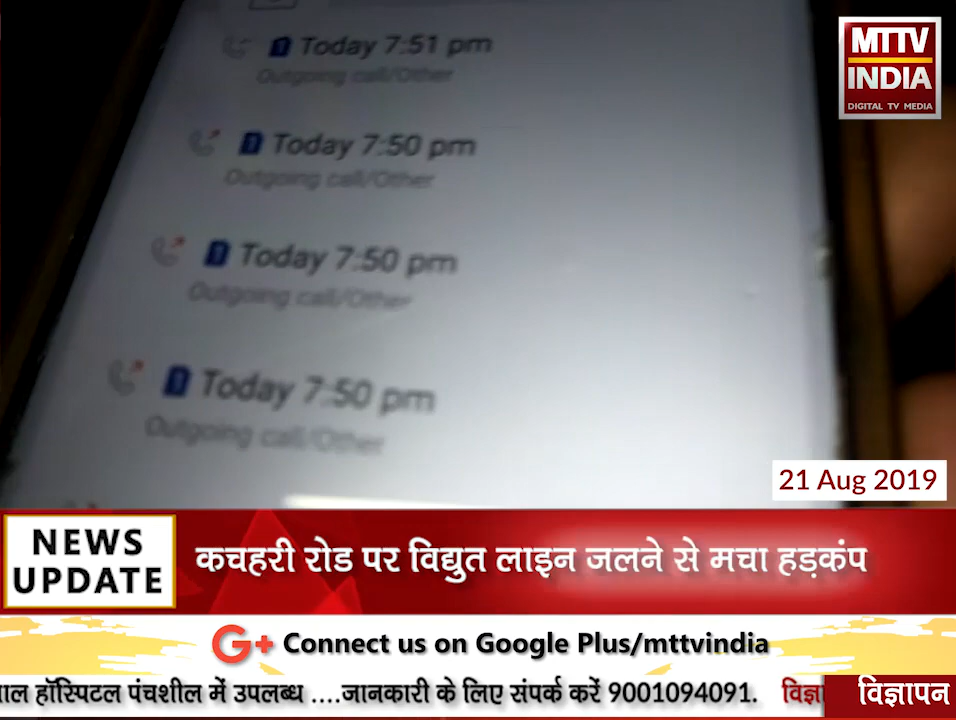 Today 7:51 pm
Outgoing call/Other
Today 7:50 pm
Outgoing call/Other
Today 7:50 pm
Outgoing call/Other
Today 7:50 pm
Outgoing call/Other
MTTV
INDIA
DIGITAL TV MEDIA
21 Aug 2019
NEWS
UPDATE
कचहरी रोड पर विद्युत लाइन जलने से मचा हड़कंप
G+ Connect us on Google Plus/mttvindia
हॉस्पिटल पंचशील में उपलब्ध ....जानकारी के लिए संपर्क करें 9001094091.
विज्ञापन